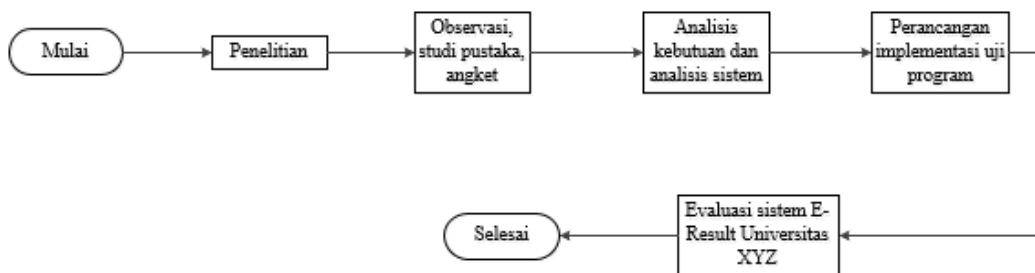 Mulai
Penelitian
Observasi,
studi pustaka,
angket
Analisis
kebutuan dan
analisis sistem
Perancangan
implementasi uji
program
Evaluasi sistem E-
Result Universitas
XYZ
Selesai